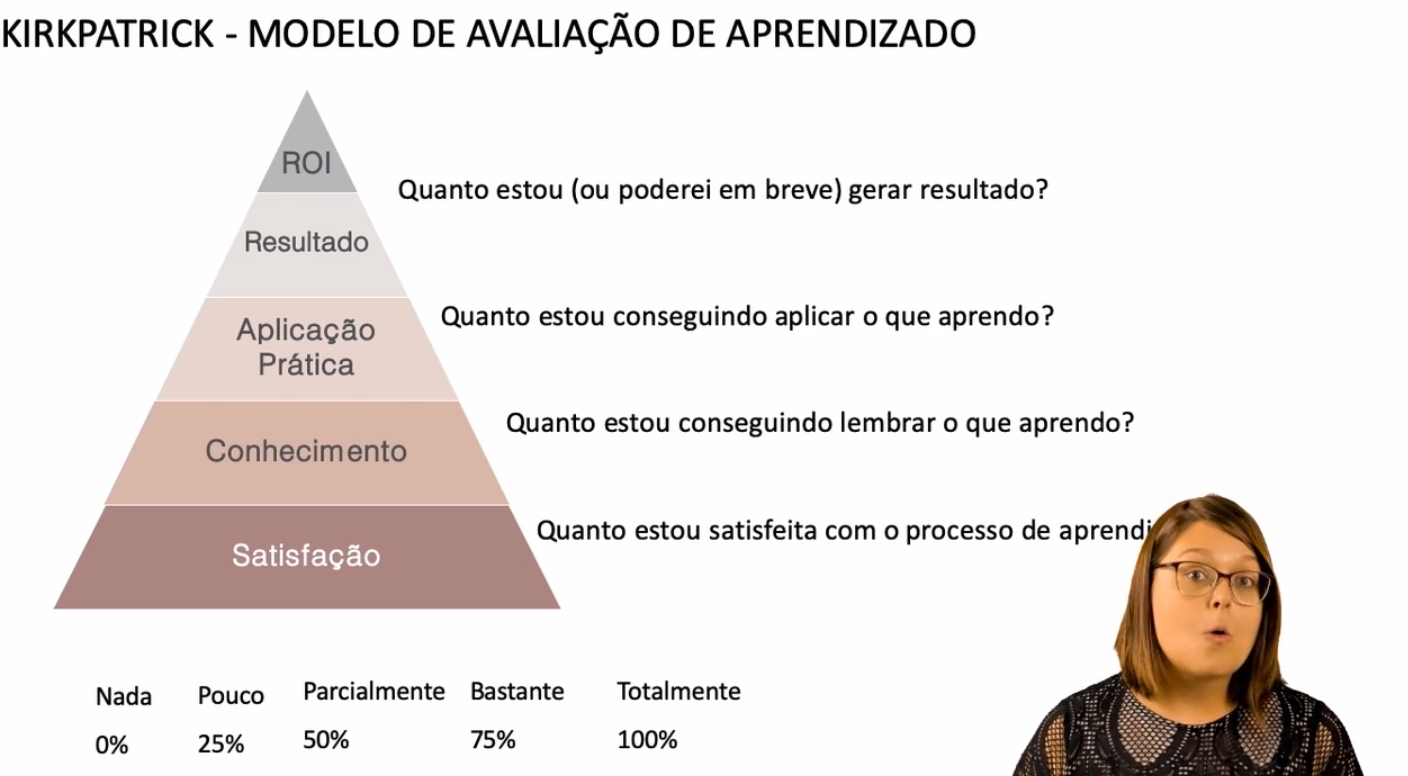 KIRKPATRICK - MODELO DE AVALIAÇÃO DE APRENDIZADO
ROI
Quanto estou (ou poderei em breve) gerar resultado?
Resultado
Quanto estou conseguindo aplicar o que aprendo?
Aplicação
Prática
Quanto estou conseguindo lembrar o que aprendo?
Conhecimento
Quanto estou satisfeita com o processo de
Satisfação
Nada Pouco Parcialmente Bastante Totalmente
0% 25% 50% 75% 100%